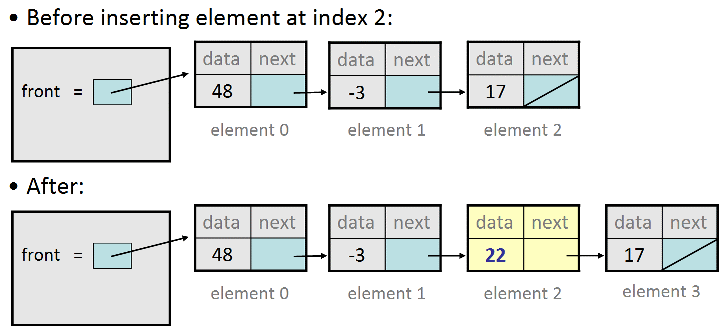 • Before inserting element at index 2:
data next data next data next
front = 48 -3 17
element 0 element 1 element 2
• After:
data next data next data next data next
front = 48 -3 22 17
element 0 element 1 element 2 element 3